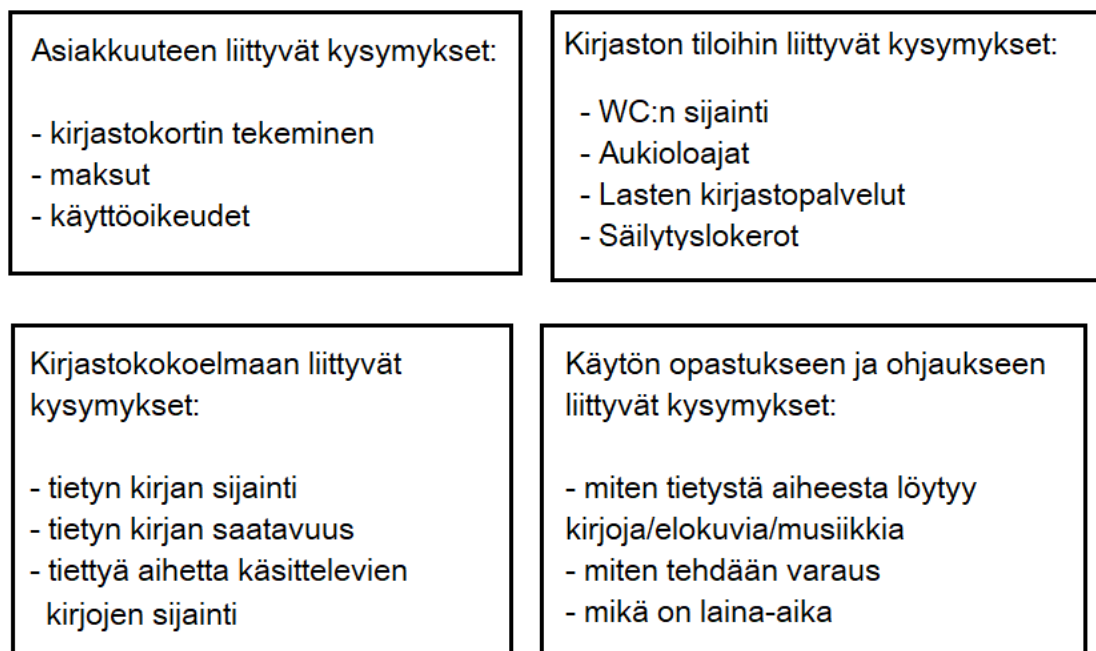 Asiakkuuteen liittyvät kysymykset:
- kirjastokortin tekeminen
- maksut
- käyttöoikeudet
Kirjaston tiloihin liittyvät kysymykset:
- WC:n sijainti
- Aukioloajat
- Lasten kirjastopalvelut
- Säilytyslokerot
Kirjastokokoelmaan liittyvät
kysymykset:
- tietyn kirjan sijainti
- tietyn kirjan saatavuus
- tiettyä aihetta käsittelevien
kirjojen sijainti
Käytön opastukseen ja ohjaukseen
liittyvät kysymykset:
- miten tietystä aiheesta löytyy
kirjoja/elokuvia/musiikkia
- miten tehdään varaus
- mikä on laina-aika